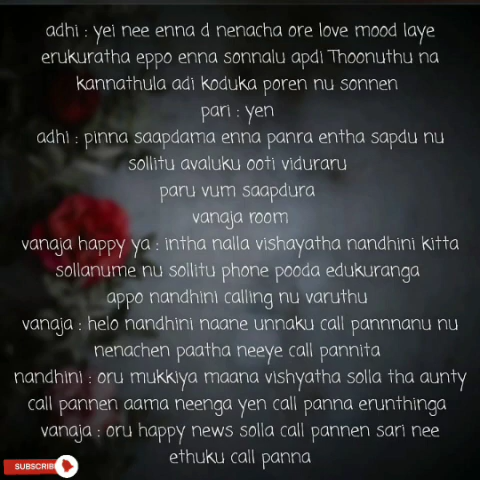 adhi : yei nee enna d nenacha ore love mood laye
erukuratha eppo enna sonnalu apdi Thoonuthu na
kannathula adi koduka poren nu sonnen
pari : yen
adhi : pinna saapdama enna panra entha sapdu nu
sollitu avaluku ooti viduraru
paru vum saapdura
vanaja room
vanaja happy ya : intha nalla vishayatha nandhini kitta
sollanume nu sollitu phone pooda edukuranga
appo nandhini calling nu varuthu
vanaja : helo nandhini naane unnaku call pannnanu nu
nenachen paatha neeye call pannita
nandhini : oru mukkiya maana vishyatha solla tha aunty
call pannen aama neenga yen call panna erunthinga
vanaja : oru happy news solla call pannen sari nee
ethuku call panna
SUBSCRIBE